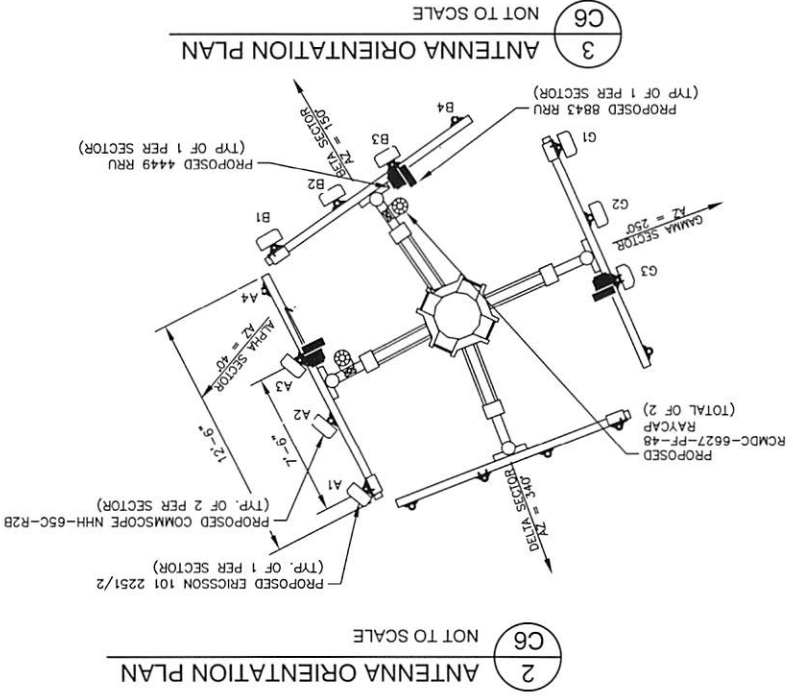 2
C6
ANTENNA ORIENTATION PLAN
NOT TO SCALE
PROPOSED ERICSSON 101 2251/2
(TYP. OF 1 PER SECTOR)
PROPOSED COMMSCOPE NHH-65C-R2B
(TYP. OF 2 PER SECTOR)
DELTA SECTOR
AZ = 340°
A1
A2
A3
A4
7'-6"
12'-6"
ALPHA SECTOR
AZ = 40°
PROPOSED
RAYCAP
RCMDC-6627-PF-48
(TOTAL OF 2)
G3
G2
G1
GAMMA SECTOR
AZ = 250°
B1
B2
B3
B4
PROPOSED 4449 RRU
(TYP OF 1 PER SECTOR)
BETA SECTOR
AZ = 150°
PROPOSED 8843 RRU
(TYP OF 1 PER SECTOR)
3
C6
ANTENNA ORIENTATION PLAN
NOT TO SCALE